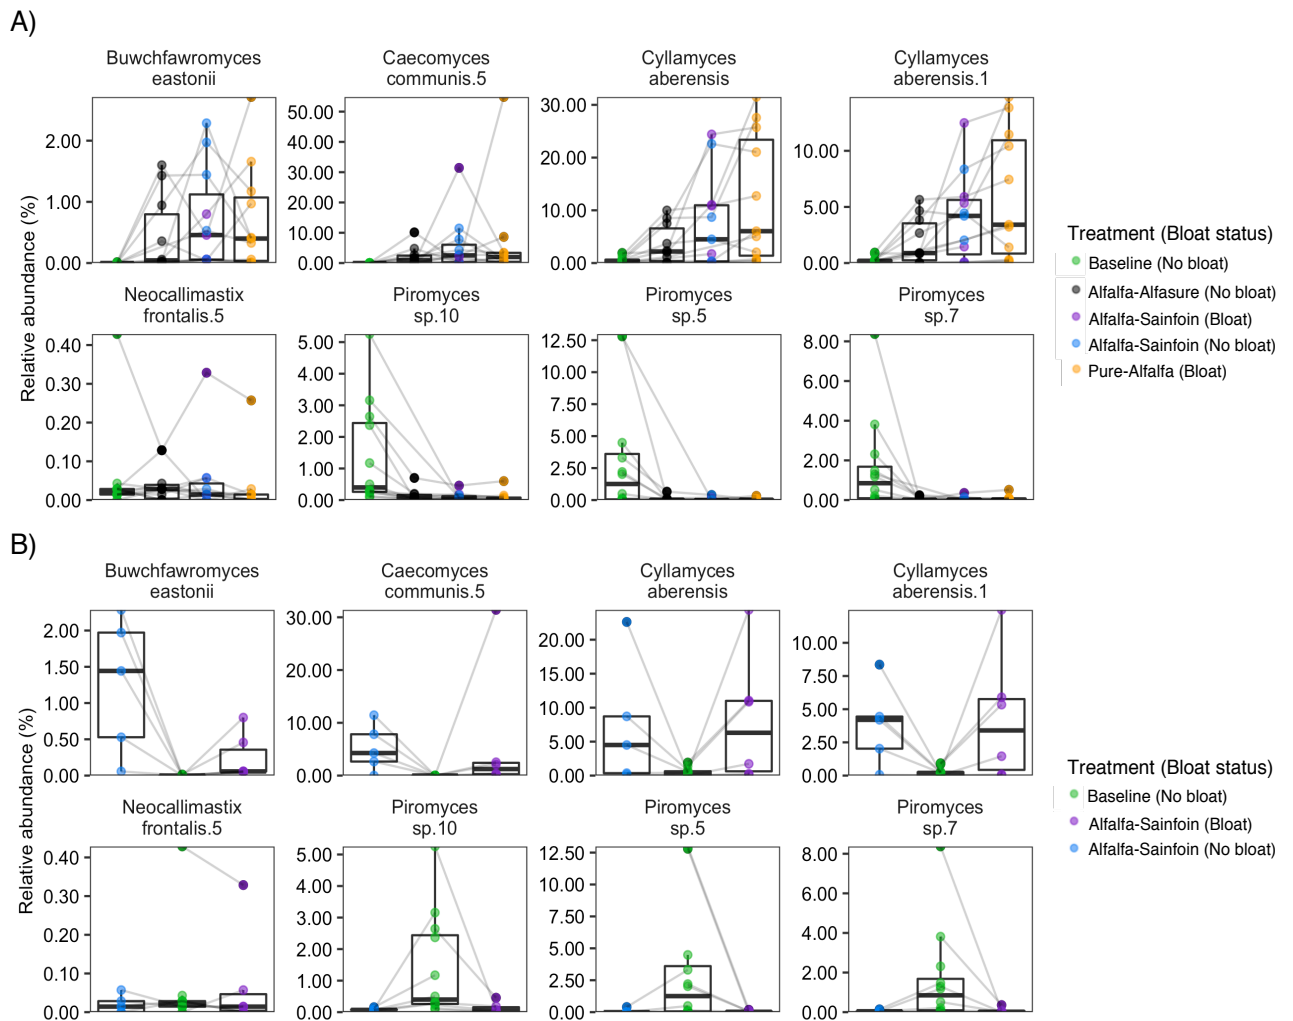 A)
Buwchfawromyces
eastonii
Caecomyces
communis.5
Cyllamyces
aberensis
Cyllamyces
aberensis.1
2.00
1.00
0.00
50.00
40.00
30.00
20.00
10.00
0.00
30.00
20.00
10.00
0.00
10.00
5.00
0.00
Relative abundance (%)
Neocallimastix
frontalis.5
Piromyces
sp.10
Piromyces
sp.5
Piromyces
sp.7
0.40
0.30
0.20
0.10
0.00
5.00
4.00
3.00
2.00
1.00
0.00
12.50
10.00
7.50
5.00
2.50
0.00
8.00
6.00
4.00
2.00
0.00
Treatment (Bloat status)
Baseline (No bloat)
Alfalfa-Alfasure (No bloat)
Alfalfa-Sainfoin (Bloat)
Alfalfa-Sainfoin (No bloat)
Pure-Alfalfa (Bloat)
B)
Buwchfawromyces
eastonii
Caecomyces
communis.5
Cyllamyces
aberensis
Cyllamyces
aberensis.1
2.00
1.50
1.00
0.50
0.00
30.00
20.00
10.00
0.00
20.00
15.00
10.00
5.00
0.00
10.00
7.50
5.00
2.50
0.00
Relative abundance (%)
Neocallimastix
frontalis.5
Piromyces
sp.10
Piromyces
sp.5
Piromyces
sp.7
0.40
0.30
0.20
0.10
0.00
5.00
4.00
3.00
2.00
1.00
0.00
12.50
10.00
7.50
5.00
2.50
0.00
8.00
6.00
4.00
2.00
0.00
Treatment (Bloat status)
Baseline (No bloat)
Alfalfa-Sainfoin (Bloat)
Alfalfa-Sainfoin (No bloat)